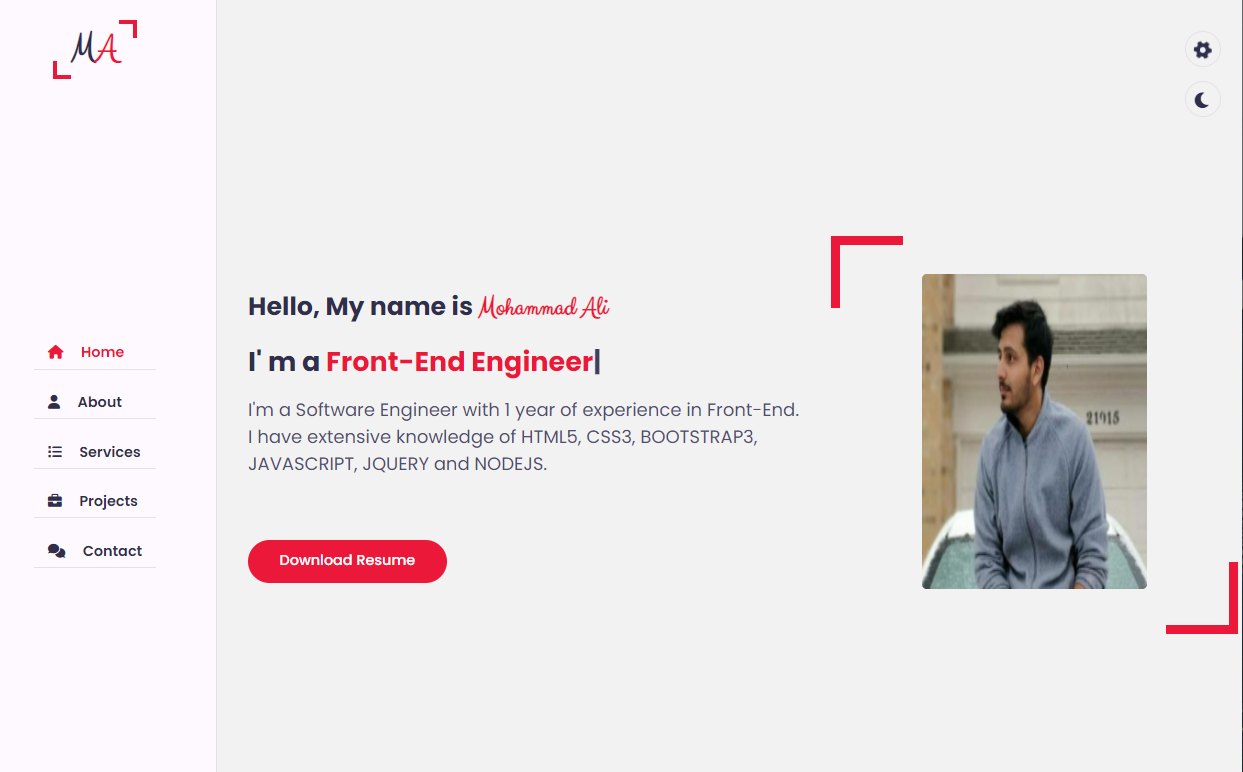 MA
Home
About
Services
Projects
Contact
Hello, My name is Mohammad Ali
I' m a Front-End Engineer|
I'm a Software Engineer with 1 year of experience in Front-End.
I have extensive knowledge of HTML5, CSS3, BOOTSTRAP3,
JAVASCRIPT, JQUERY and NODEJS.
Download Resume
21015